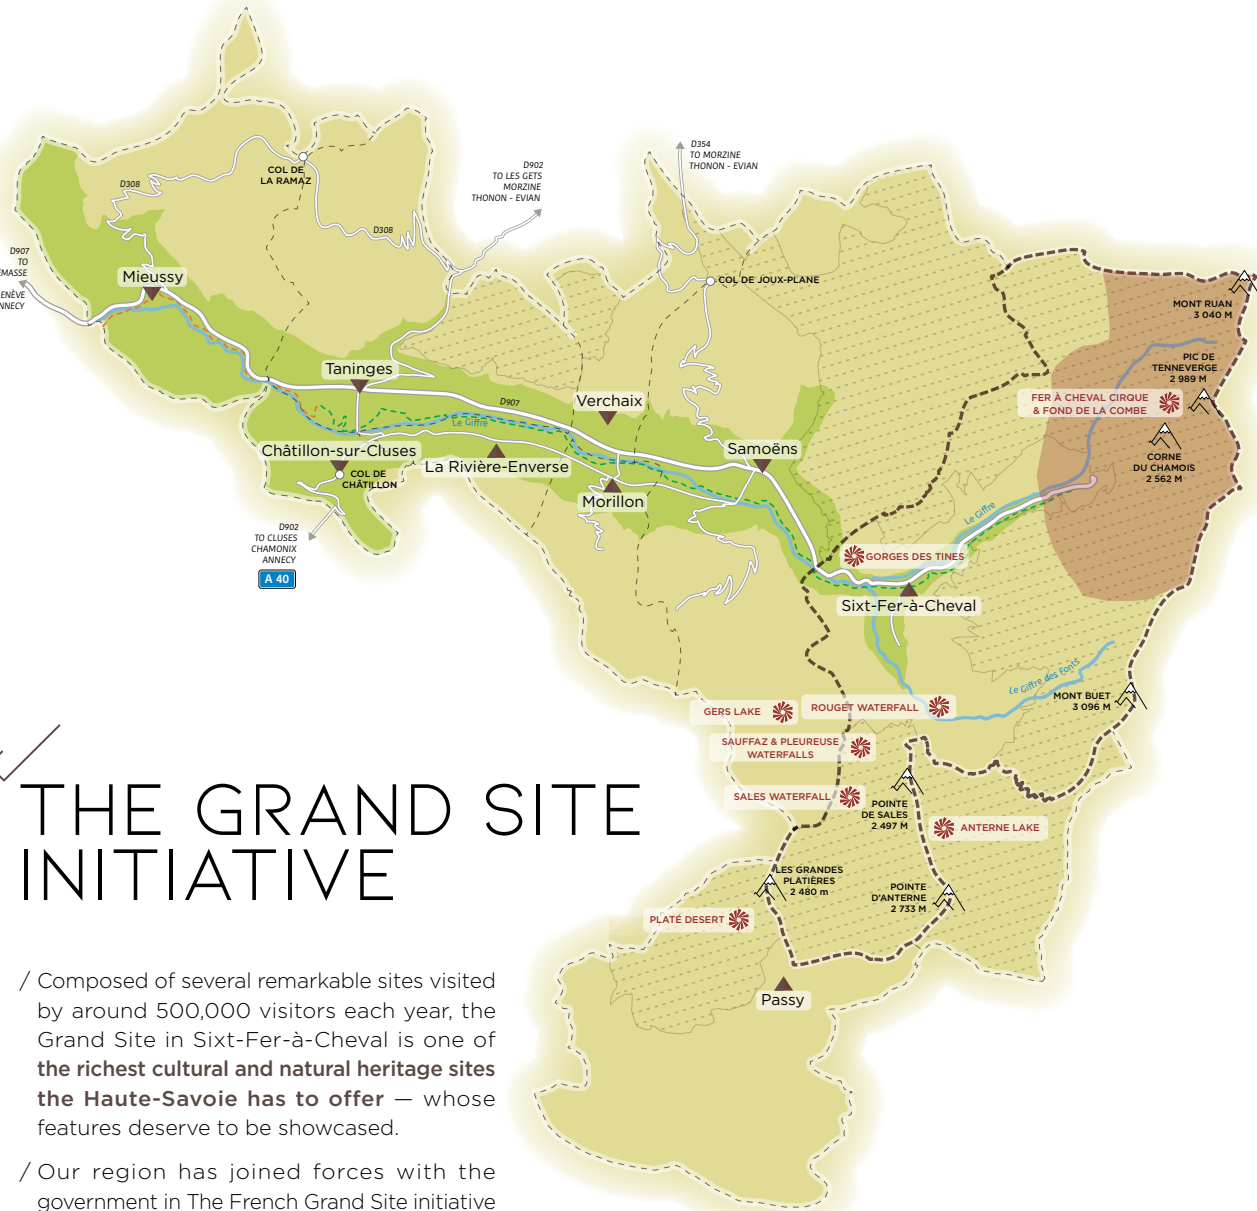 D354
TO MORZINE
THONON - EVIAN
D902
TO LES GETS
MORZINE
THONON - EVIAN
COL DE
LA RAMAZ
D308
D308
D907
TO
ENÈVE
Mieussy
COL DE JOUX-PLANE
MONT RUAN
3 040 M
PIC DE
TENNEVERGE
2 989 M
Taninges
Verchaix
D907
Le Giffre
FER À CHEVAL CIRQUE
& FOND DE LA COMBE
CORNE
DU CHAMOIS
2 562 M
Châtillon-sur-Cluses
La Rivière-Enverse
Samoëns
COL DE
CHÂTILLON
Morillon
Le Giffre
D902
TO CLUSES
CHAMONIX
ANNECY
A 40
GORGES DES TINES
Sixt-Fer-à-Cheval
Le Giffre des Fonts
MONT BUET
3 096 M
GERS LAKE
ROUGET WATERFALL
SAUFFAZ & PLEUREUSE
WATERFALLS
SALES WATERFALL
POINTE
DE SALES
2 497 M
ANTERNE LAKE
LES GRANDES
PLATIÈRES
2 480 m
POINTE
D'ANTERNE
2 733 M
PLATÉ DESERT
Passy
THE GRAND SITE
INITIATIVE
/ Composed of several remarkable sites visited
by around 500,000 visitors each year, the
Grand Site in Sixt-Fer-à-Cheval is one of
the richest cultural and natural heritage sites
the Haute-Savoie has to offer — whose
features deserve to be showcased.
/ Our region has joined forces with the
government in The French Grand Site initiative